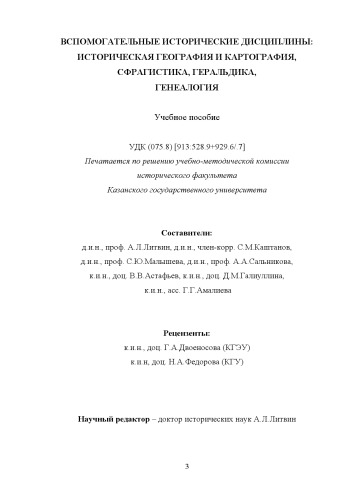 ВСПОМОГАТЕЛЬНЫЕ ИСТОРИЧЕСКИЕ ДИСЦИПЛИНЫ:
ИСТОРИЧЕСКАЯ ГЕОГРАФИЯ И КАРТОГРАФИЯ,
СФРАГИСТИКА, ГЕРАЛЬДИКА,
ГЕНЕАЛОГИЯ
Учебное пособие
УДК (075.8) [913:528.9+929.6/.7]
Печатается по решению учебно-методической комиссии
исторического факультета
Казанского государственного университета
Составители:
д.и.н., проф. А.Л.Литвин, д.и.н., член-корр. С.М.Каштанов,
д.и.н., проф. С.Ю.Малышева, д.и.н., проф. А.А.Сальникова,
к.и.н., доц. В.В.Астафьев, к.и.н., доц. Д.М.Галиуллина,
к.и.н., асс. Г.Г.Амалиева
Рецензенты:
к.и.н., доц. Г.А.Двоеносова (КГЭУ)
к.и.н, доц. Н.А.Федорова (КГУ)
Научный редактор – доктор исторических наук А.Л.Литвин
3